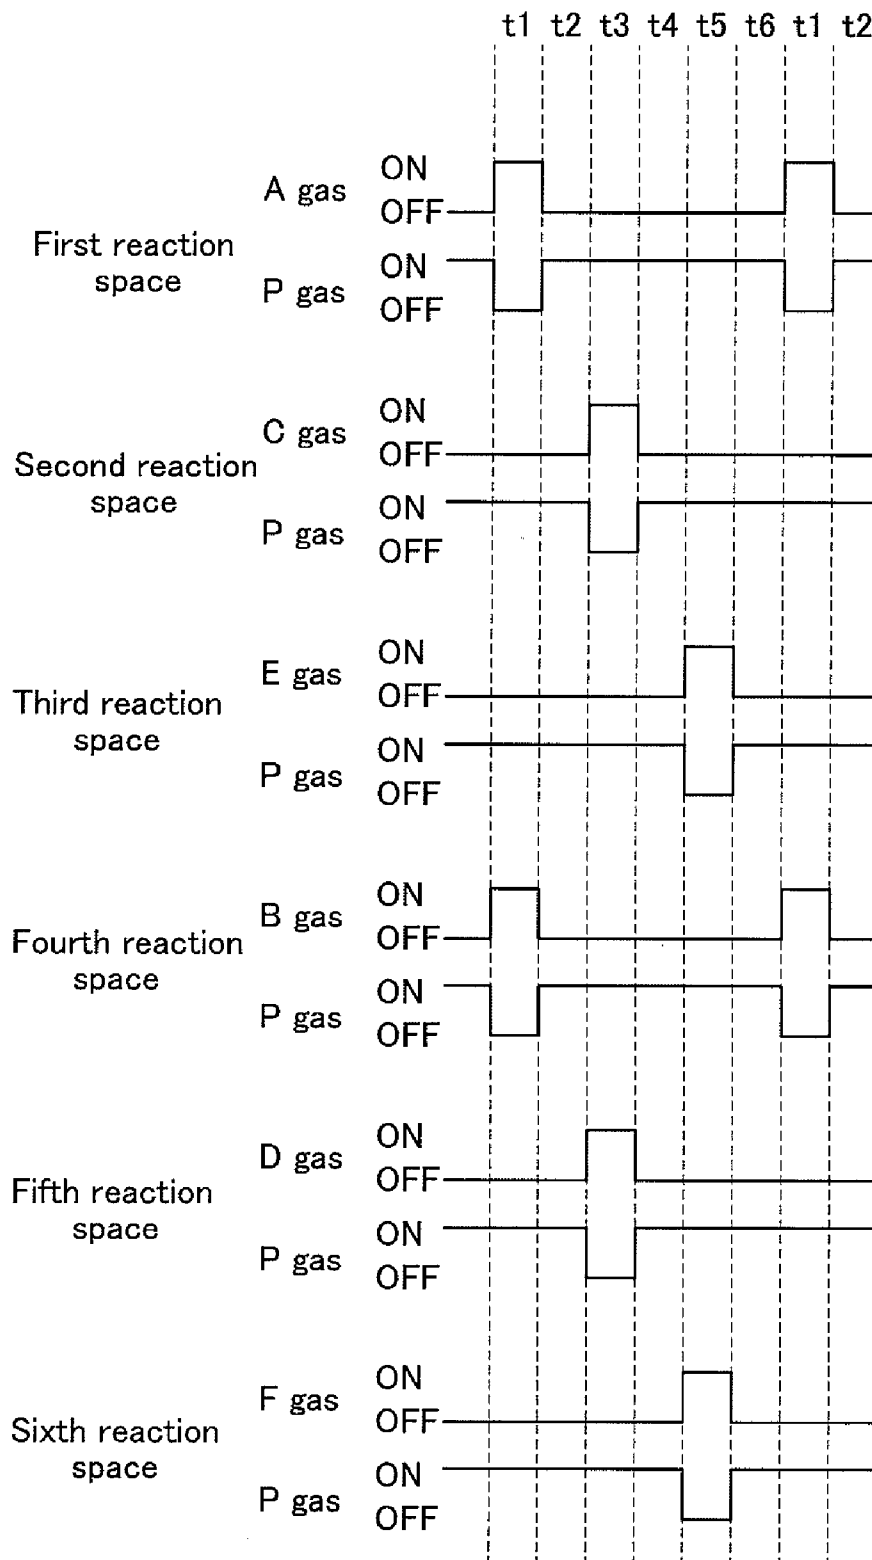 t1 t2 t3 t4 t5 t6 t1 t2
First reaction
space
A gas
ON
OFF
P gas
ON
OFF
Second reaction
space
C gas
ON
OFF
P gas
ON
OFF
Third reaction
space
E gas
ON
OFF
P gas
ON
OFF
Fourth reaction
space
B gas
ON
OFF
P gas
ON
OFF
Fifth reaction
space
D gas
ON
OFF
P gas
ON
OFF
Sixth reaction
space
F gas
ON
OFF
P gas
ON
OFF